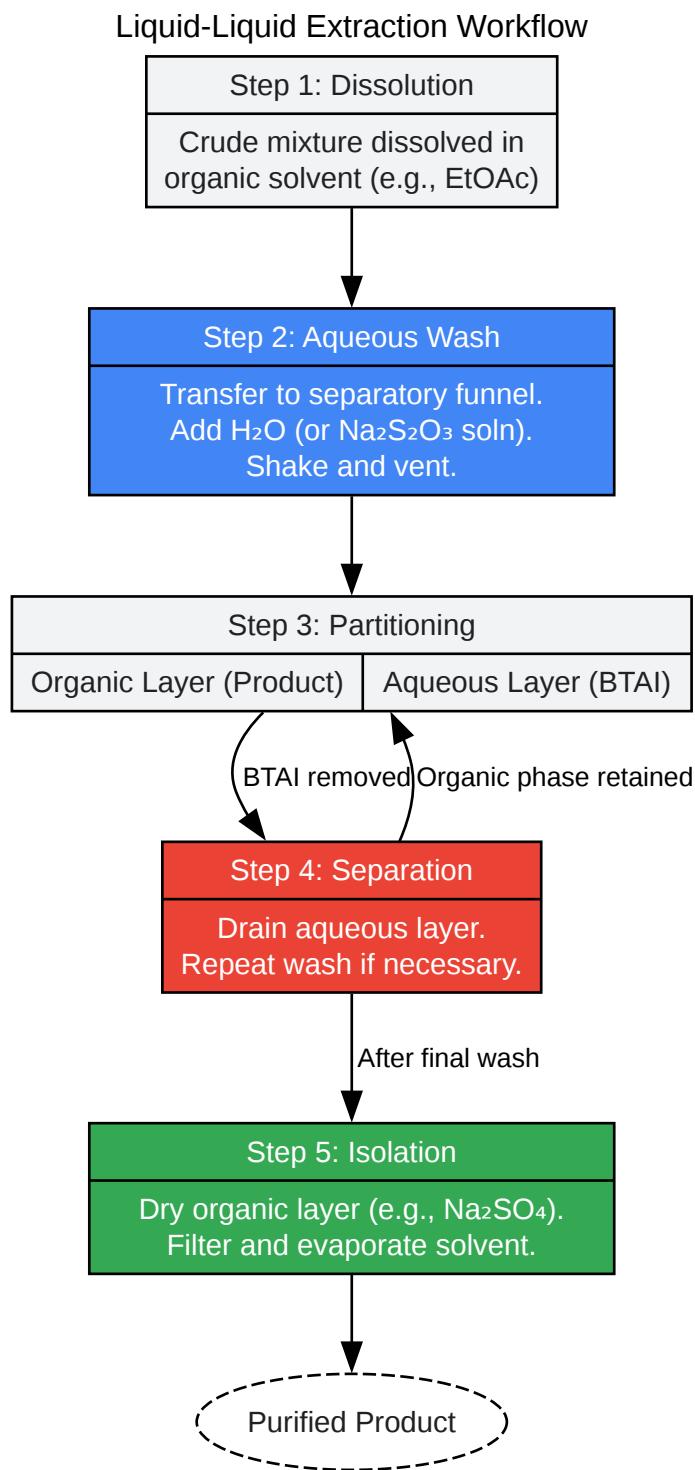 Liquid-Liquid Extraction Workflow
Step 1: Dissolution
Crude mixture dissolved in
organic solvent (e.g., EtOAc)
Step 2: Aqueous Wash
Transfer to separatory funnel.
Add H₂O (or Na₂S₂O₃ soln).
Shake and vent.
Step 3: Partitioning
Organic Layer (Product)
Aqueous Layer (BTAI)
BTAI removed
Organic phase retained
Step 4: Separation
Drain aqueous layer.
Repeat wash if necessary.
After final wash
Step 5: Isolation
Dry organic layer (e.g., Na₂SO₄).
Filter and evaporate solvent.
Purified Product